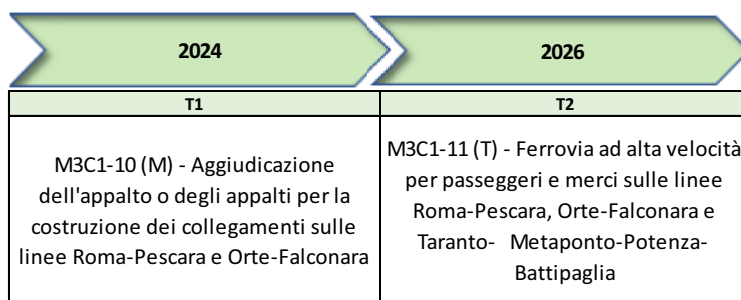 2024
2026
T1
T2
M3C1-10 (M) - Aggiudicazione
dell'appalto o degli appalti per la
costruzione dei collegamenti sulle
linee Roma-Pescara e Orte-Falconara
M3C1-11 (T) - Ferrovia ad alta velocità
per passeggeri e merci sulle linee
Roma-Pescara, Orte-Falconara e
Taranto- Metaponto-Potenza-
Battipaglia